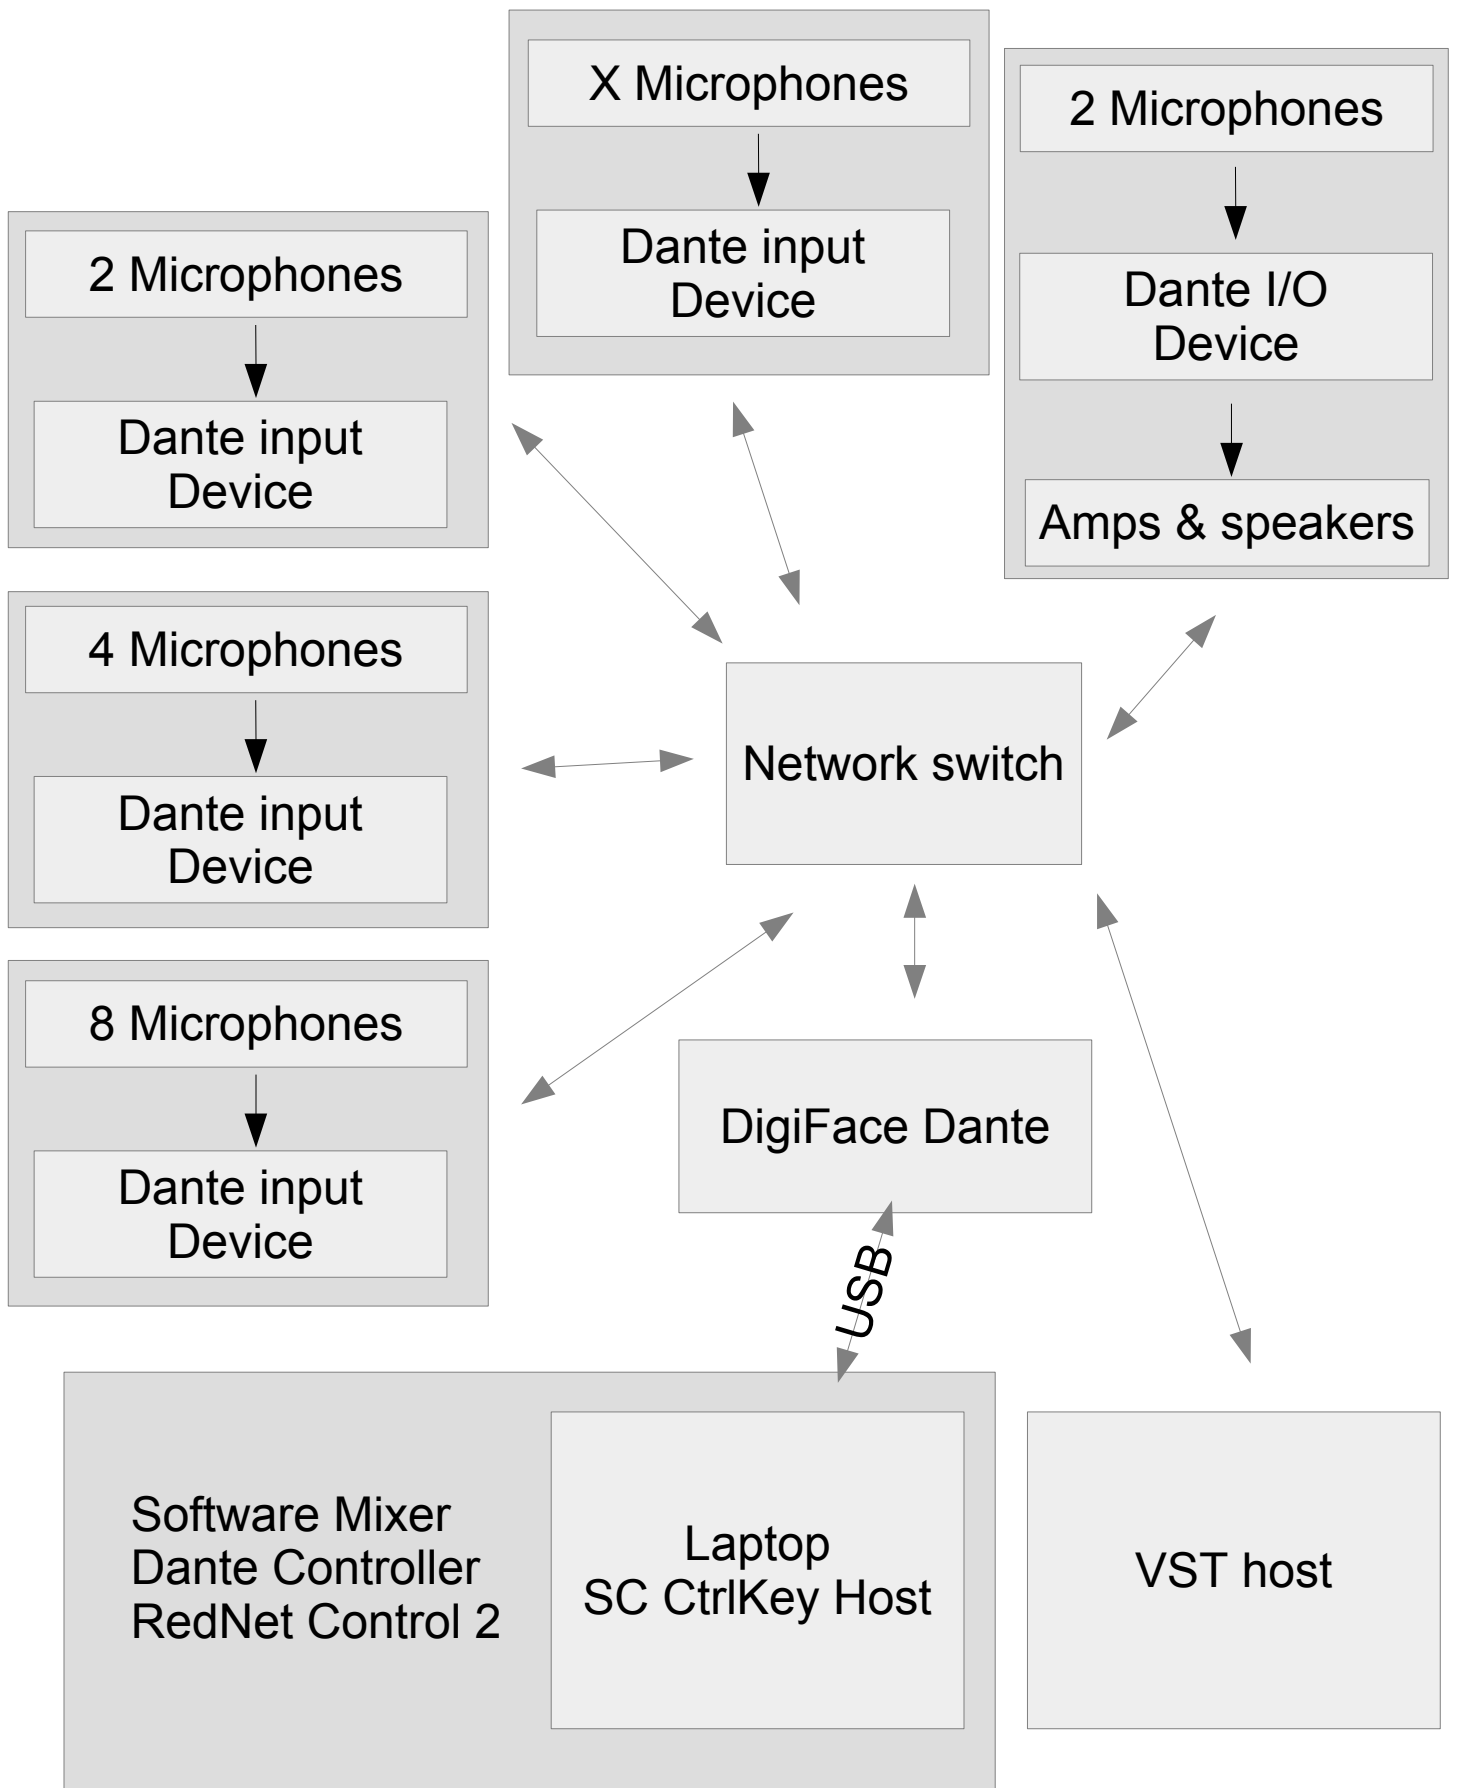 X Microphones
Dante input
Device
2 Microphones
Dante I/O
Device
Amps & speakers
2 Microphones
Dante input
Device
4 Microphones
Dante input
Device
8 Microphones
Dante input
Device
Network switch
DigiFace Dante
USB
Software Mixer
Dante Controller
RedNet Control 2
Laptop
SC CtrlKey Host
VST host